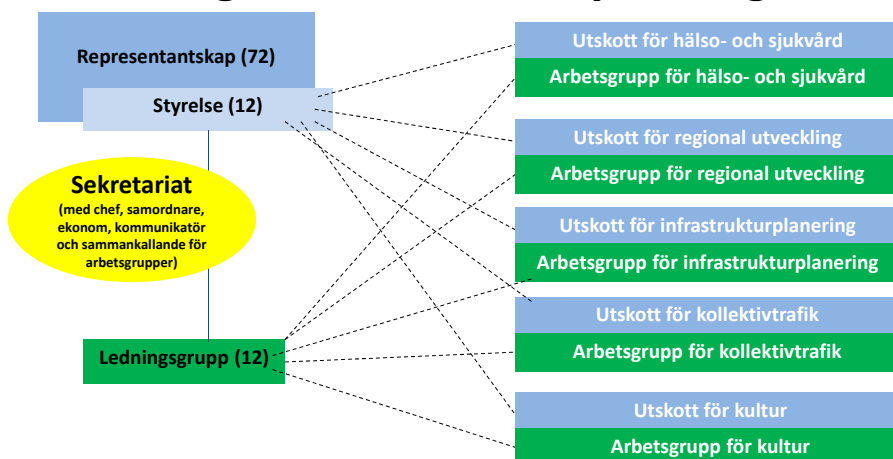 Representantskap (72)
Styrelse (12)
Sekretariat
(med chef, samordnare,
ekonom, kommunikatör
och sammankallande för
arbetsgrupper)
Ledningsgrupp (12)
Utskott för hälso- och sjukvård
Arbetsgrupp för hälso- och sjukvård
Utskott för regional utveckling
Arbetsgrupp för regional utveckling
Utskott för infrastrukturplanering
Arbetsgrupp för infrastrukturplanering
Utskott för kollektivtrafik
Arbetsgrupp för kollektivtrafik
Utskott för kultur
Arbetsgrupp för kultur